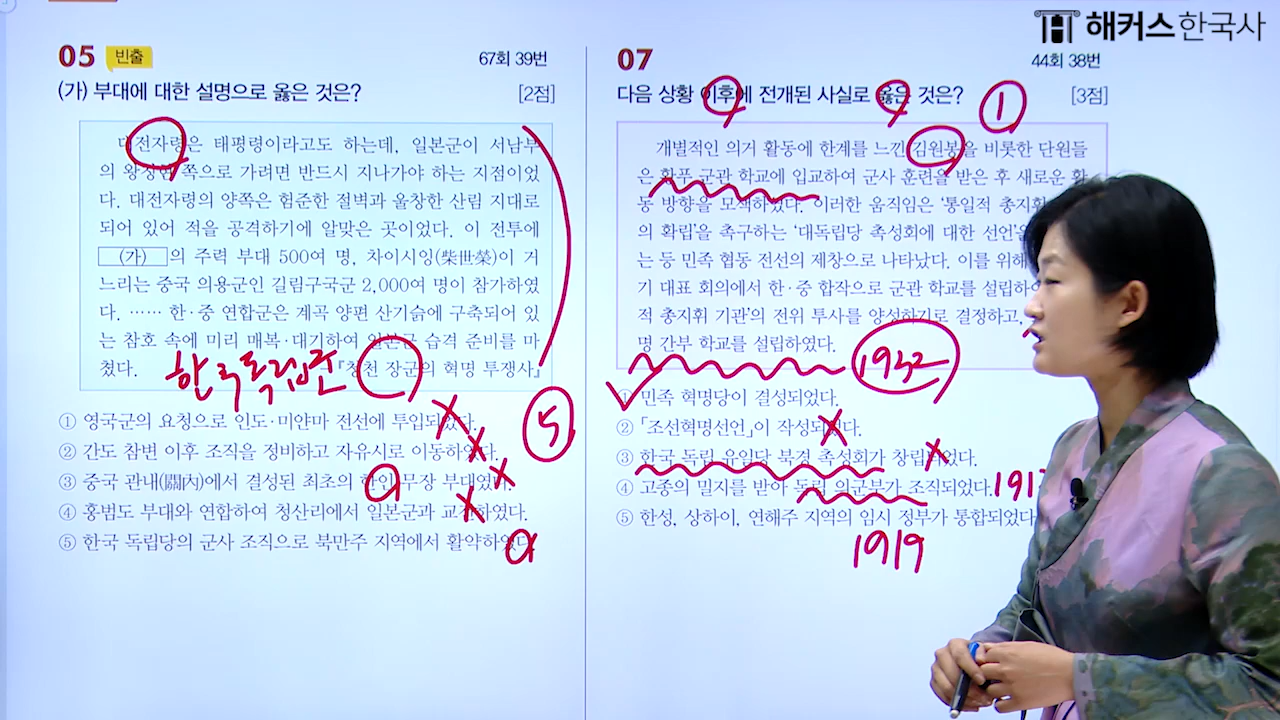 해커스한국사
05 빈출 67회 39번
(가) 부대에 대한 설명으로 옳은 것은? [2점]
대전자령은 태평령이라고도 하는데, 일본군이 서남부
의 왕청현 쪽으로 가려면 반드시 지나가야 하는 지점이었
다. 대전자령의 양쪽은 험준한 절벽과 울창한 산림 지대로
되어 있어 적을 공격하기에 알맞은 곳이었다. 이 전투에
(가) 의 주력 부대 500여 명, 차이시잉(柴世榮)이 거
느리는 중국 의용군인 길림구국군 2,000여 명이 참가하였
다. …… 한·중 연합군은 계곡 양편 산기슭에 구축되어 있
는 참호 속에 미리 매복·대기하여 일본군 습격 준비를 마
쳤다. 『청천 장군의 혁명 투쟁사』
한국독립군
① 영국군의 요청으로 인도·미얀마 전선에 투입되었다.
② 간도 참변 이후 조직을 정비하고 자유시로 이동하였다.
③ 중국 관내(關內)에서 결성된 최초의 한인 무장 부대였다.
④ 홍범도 부대와 연합하여 청산리에서 일본군과 교전하였다.
⑤ 한국 독립당의 군사 조직으로 북만주 지역에서 활약하였다.
⑤
07 44회 38번
다음 상황 이후에 전개된 사실로 옳은 것은? [3점]
①
개별적인 의거 활동에 한계를 느낀 김원봉을 비롯한 단원들
은 황푸 군관 학교에 입교하여 군사 훈련을 받은 후 새로운 활
동 방향을 모색하였다. 이러한 움직임은 '통일적 총지휘
의 확립'을 촉구하는 '대독립당 촉성회에 대한 선언'을
는 등 민족 협동 전선의 제창으로 나타났다. 이를 위해
기 대표 회의에서 한·중 합작으로 군관 학교를 설립하
적 총지휘 기관'의 전위 투사를 양성하기로 결정하고,
명 간부 학교를 설립하였다.
1932
① 민족 혁명당이 결성되었다.
② 「조선혁명선언」이 작성되었다.
③ 한국 독립 유일당 북경 촉성회가 창립되었다.
④ 고종의 밀지를 받아 독립 의군부가 조직되었다.
⑤ 한성, 상하이, 연해주 지역의 임시 정부가 통합되었다
1919